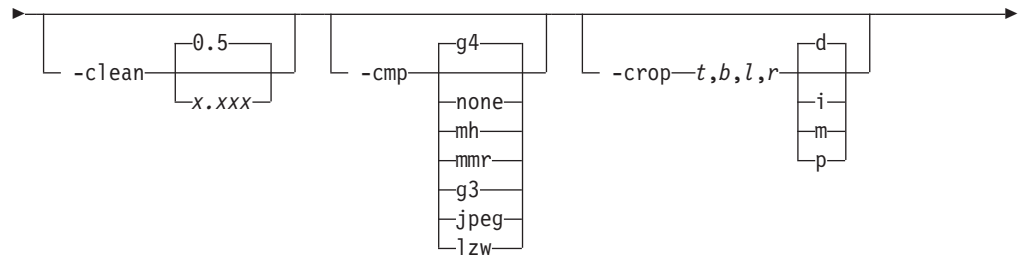 0.5
-clean
x.xxx
g4
-cmp
none
mh
mmr
g3
jpeg
lzw
d
-crop t,b,l,r
i
m
p